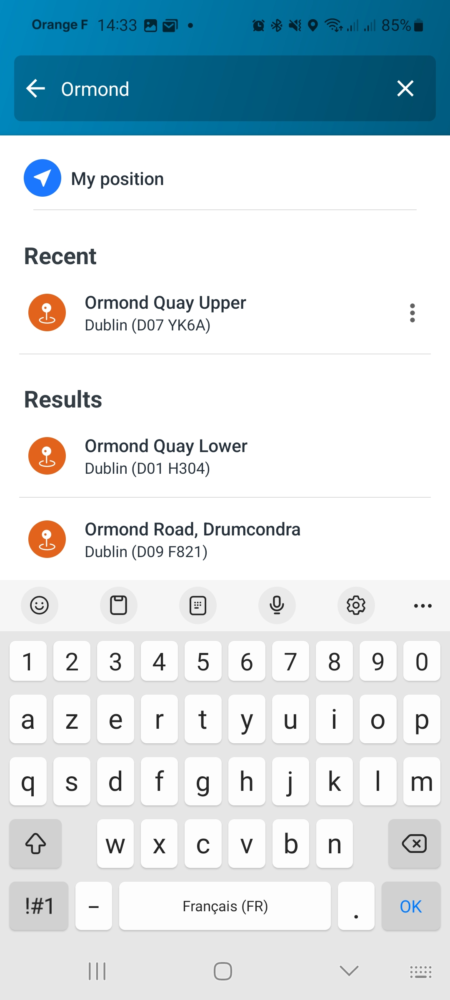 Orange F 14:33 85%
Ormond
My position
Recent
Ormond Quay Upper
Dublin (D07 YK6A)
Results
Ormond Quay Lower
Dublin (D01 H304)
Ormond Road, Drumcondra
Dublin (D09 F821)
1 2 3 4 5 6 7 8 9 0
a z e r t y u i o p
q s d f g h j k l m
w x c v b n
!#1 – Français (FR) . OK